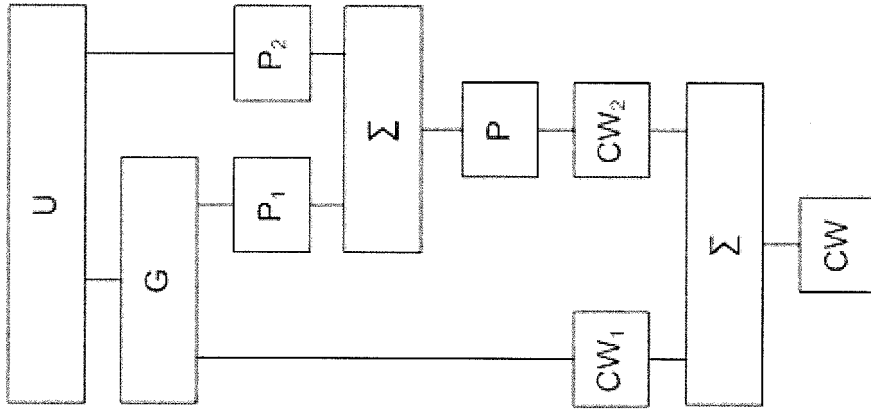 U
G
P₁
P₂
Σ
P
CW₁
CW₂
Σ
CW